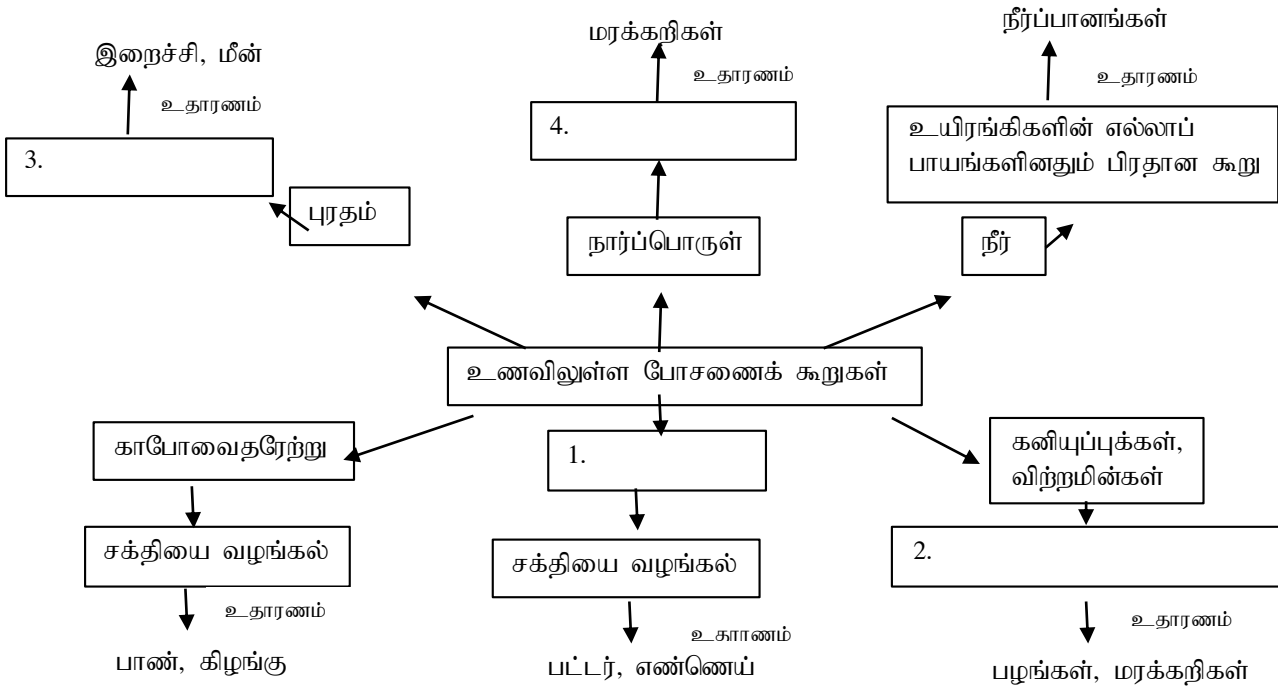 இறைச்சி, மீன்
மரக்கறிகள்
நீர்ப்பானங்கள்
உதாரணம்
உதாரணம்
உதாரணம்
3.
4.
உயிரங்கிகளின் எல்லாப்
பாயங்களினதும் பிரதான கூறு
புரதம்
நார்ப்பொருள்
நீர்
உணவிலுள்ள போசணைக் கூறுகள்
காபோவைதரேற்று
1.
கனியுப்புக்கள்,
விற்றமின்கள்
சக்தியை வழங்கல்
சக்தியை வழங்கல்
2.
உதாரணம்
உகாரணம்
உதாரணம்
பாண், கிழங்கு
பட்டர், எண்ணெய்
பழங்கள், மரக்கறிகள்